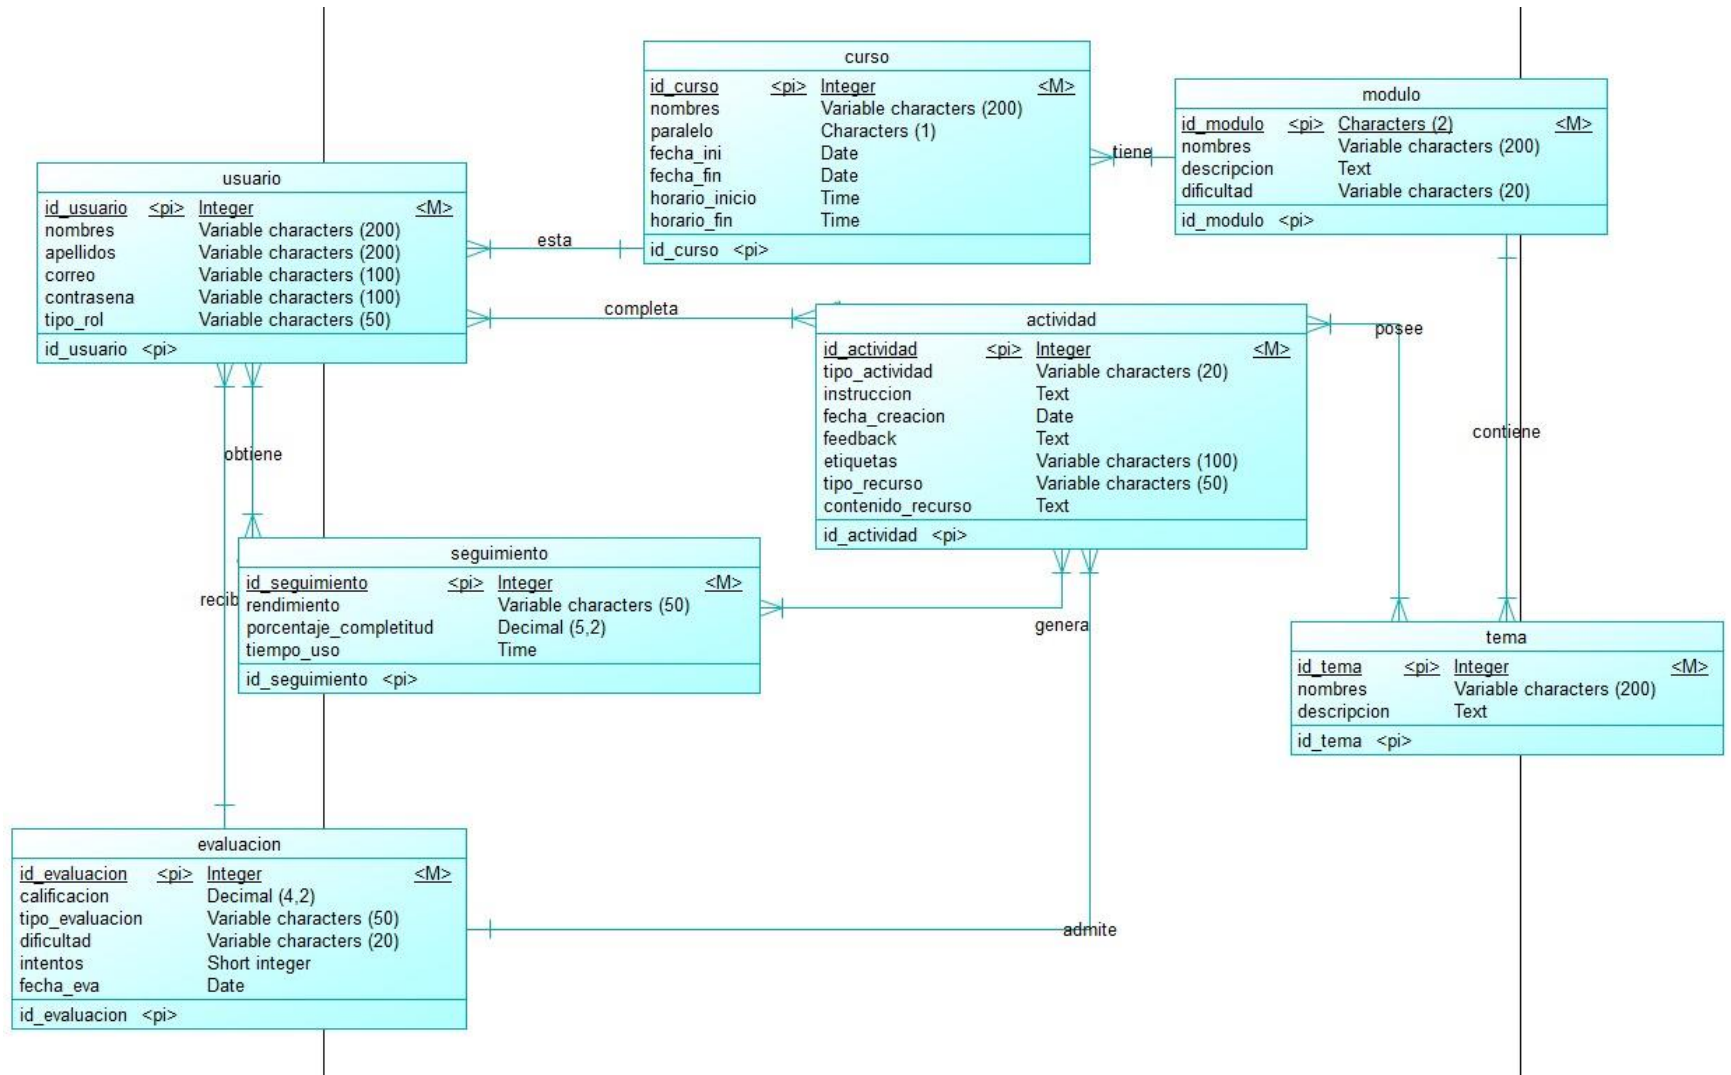 curso
id_curso <pi> Integer <M>
nombres Variable characters (200)
paralelo Characters (1)
fecha_ini Date
fecha_fin Date
horario_inicio Time
horario_fin Time
id_curso <pi>
modulo
id_modulo <pi> Characters (2) <M>
nombres Variable characters (200)
descripcion Text
dificultad Variable characters (20)
id_modulo <pi>
tiene
usuario
id_usuario <pi> Integer <M>
nombres Variable characters (200)
apellidos Variable characters (200)
correo Variable characters (100)
contrasena Variable characters (100)
tipo_rol Variable characters (50)
id_usuario <pi>
esta
completa
actividad
id_actividad <pi> Integer <M>
tipo_actividad Variable characters (20)
instruccion Text
fecha_creacion Date
feedback Text
etiquetas Variable characters (100)
tipo_recurso Variable characters (50)
contenido_recurso Text
id_actividad <pi>
posee
contiene
obtiene
seguimiento
id_seguimiento <pi> Integer <M>
rendimiento Variable characters (50)
porcentaje_completitud Decimal (5,2)
tiempo_uso Time
id_seguimiento <pi>
recib
genera
tema
id_tema <pi> Integer <M>
nombres Variable characters (200)
descripcion Text
id_tema <pi>
evaluacion
id_evaluacion <pi> Integer <M>
calificacion Decimal (4,2)
tipo_evaluacion Variable characters (50)
dificultad Variable characters (20)
intentos Short integer
fecha_eva Date
id_evaluacion <pi>
admite